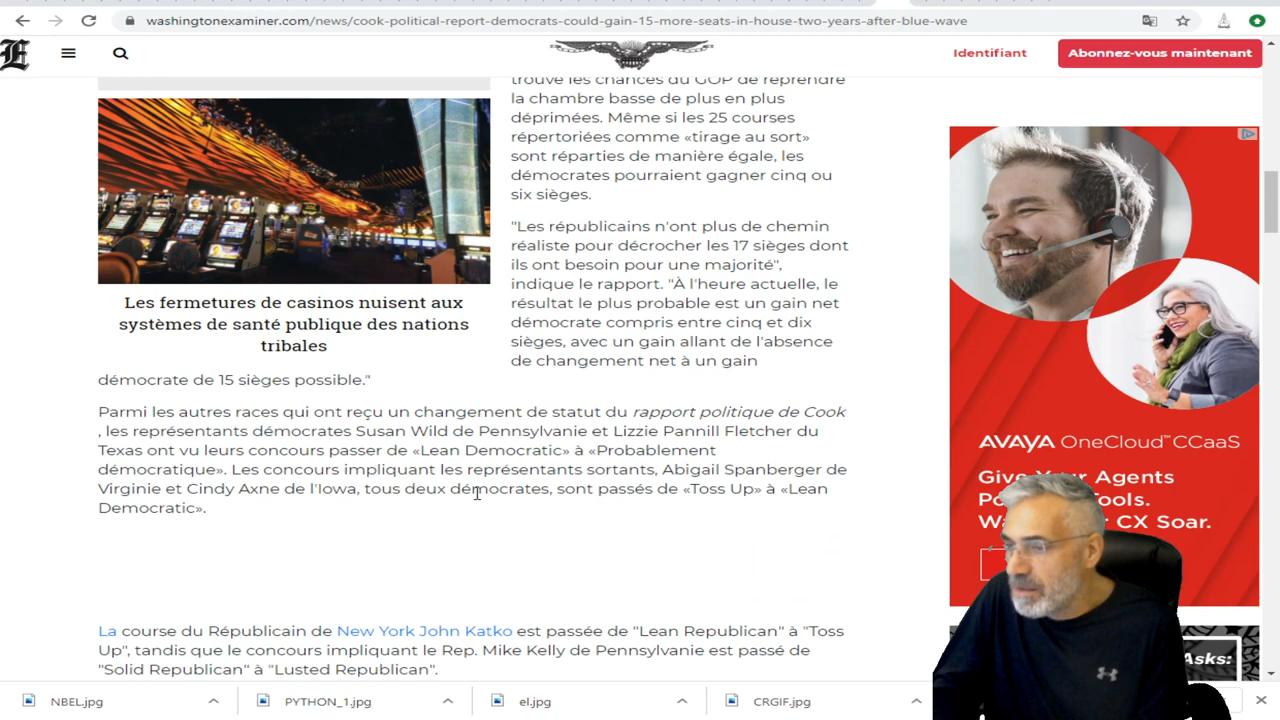 washingtonexaminer.com/news/cook-political-report-democrats-could-gain-15-more-seats-in-house-two-years-after-blue-wave
E
Identifiant
Abonnez-vous maintenant
trouve les chances du GOP de reprendre
la chambre basse de plus en plus
déprimées. Même si les 25 courses
répertoriées comme «tirage au sort»
sont réparties de manière égale, les
démocrates pourraient gagner cinq ou
six sièges.
"Les républicains n'ont plus de chemin
réaliste pour décrocher les 17 sièges dont
ils ont besoin pour une majorité",
indique le rapport. "À l'heure actuelle, le
résultat le plus probable est un gain net
démocrate compris entre cinq et dix
sièges, avec un gain allant de l'absence
de changement net à un gain
démocrate de 15 sièges possible."
Les fermetures de casinos nuisent aux
systèmes de santé publique des nations
tribales
Parmi les autres races qui ont reçu un changement de statut du rapport politique de Cook
, les représentants démocrates Susan Wild de Pennsylvanie et Lizzie Pannill Fletcher du
Texas ont vu leurs concours passer de «Lean Democratic» à «Probablement
démocratique». Les concours impliquant les représentants sortants, Abigail Spanberger de
Virginie et Cindy Axne de l'Iowa, tous deux démocrates, sont passés de «Toss Up» à «Lean
Democratic».
La course du Républicain de New York John Katko est passée de "Lean Republican" à "Toss
Up", tandis que le concours impliquant le Rep. Mike Kelly de Pennsylvanie est passé de
"Solid Republican" à "Lusted Republican".
AVAYA OneCloud™CCaaS
Give Your Agents
Tools.
CX Soar.
Asks:
NBEL.jpg
PYTHON_1.jpg
el.jpg
CRGIF.jpg